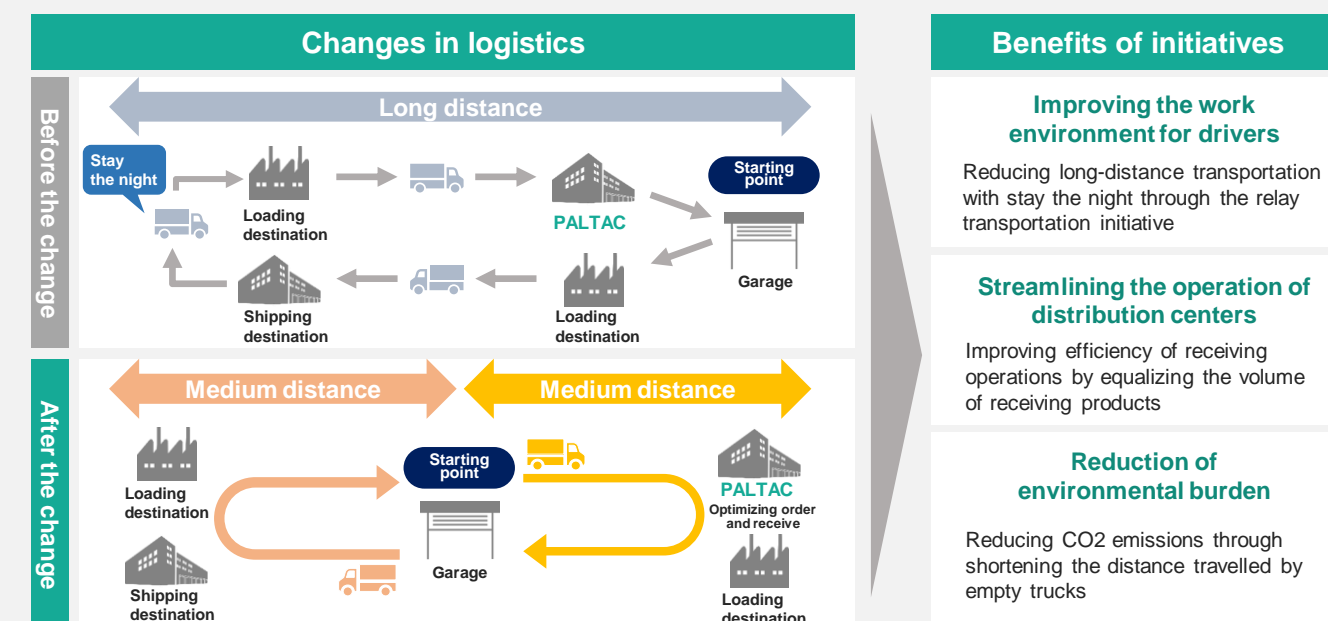 Changes in logistics
Before the change
Long distance
Stay
the night
Loading
destination
PALTAC
Starting
point
Garage
Shipping
destination
Loading
destination
After the change
Medium distance
Medium distance
Loading
destination
Starting
point
PALTAC
Optimizing order
and receive
Garage
Shipping
destination
Loading
destination
Benefits of initiatives
Improving the work
environment for drivers
Reducing long-distance transportation
with stay the night through the relay
transportation initiative
Streamlining the operation of
distribution centers
Improving efficiency of receiving
operations by equalizing the volume
of receiving products
Reduction of
environmental burden
Reducing CO2 emissions through
shortening the distance travelled by
empty trucks